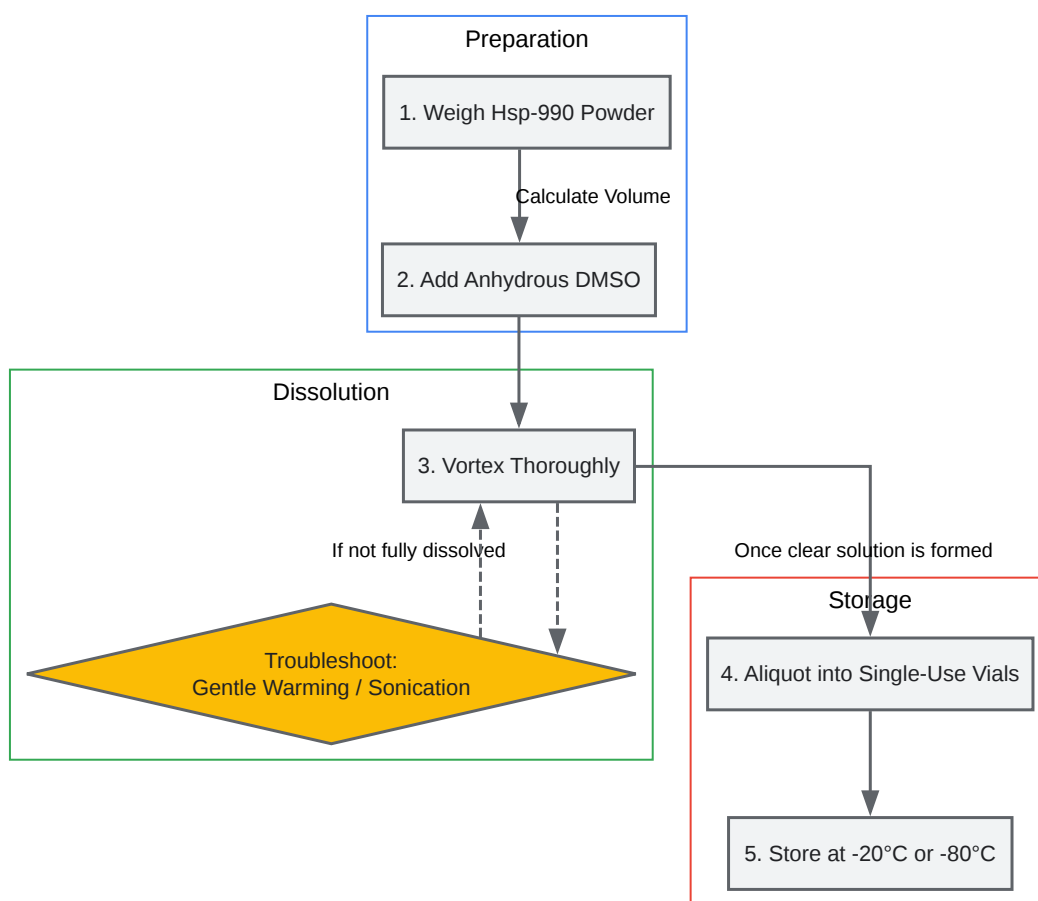 Preparation
1. Weigh Hsp-990 Powder
Calculate Volume
2. Add Anhydrous DMSO
Dissolution
3. Vortex Thoroughly
If not fully dissolved
Once clear solution is formed
Troubleshoot:
Gentle Warming / Sonication
Storage
4. Aliquot into Single-Use Vials
5. Store at -20°C or -80°C